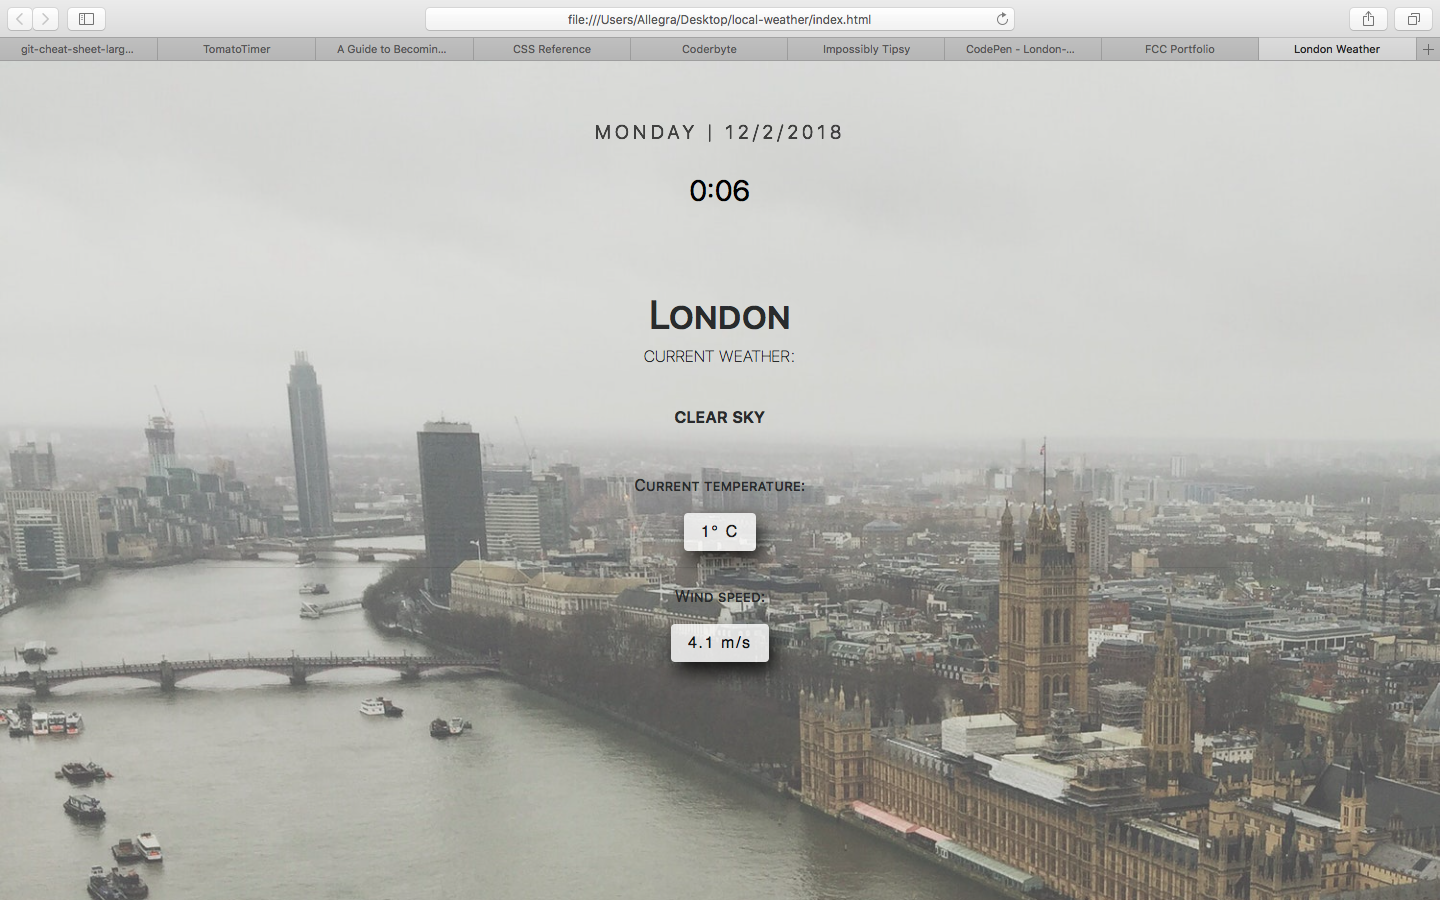 file:///Users/Allegra/Desktop/local-weather/index.html
git-cheat-sheet-larg...
TomatoTimer
A Guide to Becomin...
CSS Reference
Coderbyte
Impossibly Tipsy
CodePen - London-...
FCC Portfolio
London Weather
MONDAY | 12/2/2018
0:06
London
CURRENT WEATHER:
CLEAR SKY
Current temperature:
1° C
Wind speed:
4.1 m/s